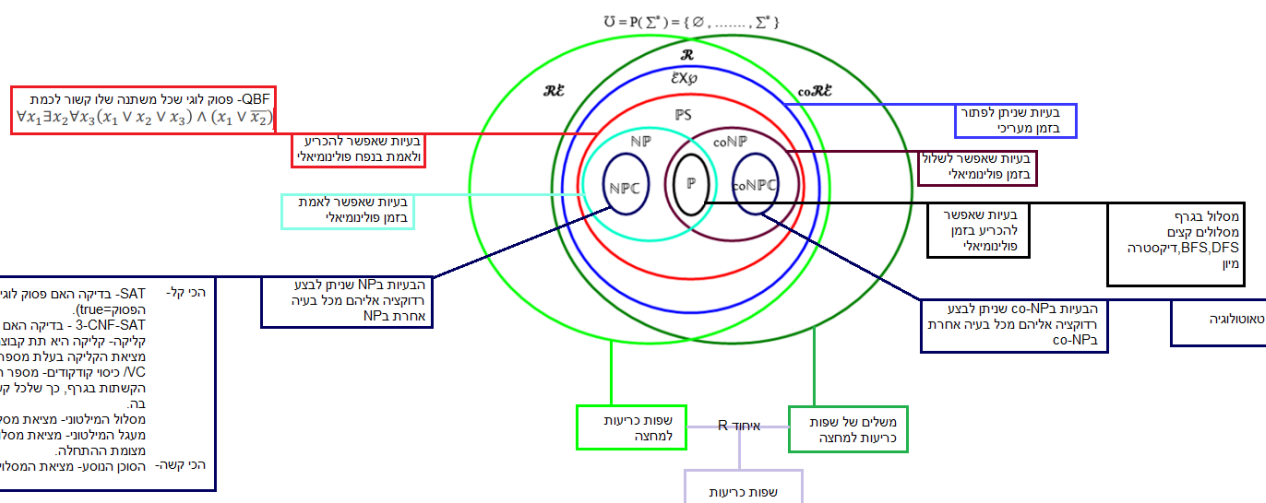 ℧ = P( Σ* ) = { ∅ , ……. , Σ* }
ℛ
ℰXp
ℛℰ
coℛℰ
ℙS
ℕℙ
coℕℙ
ℕℙℂ
ℙ
coℕℙℂ
QBF- פסוק לוגי שכל משתנה שלו קשור לכמת
∀x₁∃x₂∀x₃(x₁ ∨ x₂ ∨ x₃) ∧ (x₁ ∨ x̅₂)
בעיות שאפשר להכריע
ולאמת בנפח פולינומיאלי
בעיות שאפשר לאמת
בזמן פולינומיאלי
בעיות שניתן לפתור
בזמן מעריכי
בעיות שאפשר לשלול
בזמן פולינומיאלי
בעיות שאפשר
להכריע בזמן
פולינומיאלי
מסלול בגרף
מסלולים קצים
BFS,DFS,דיקסטרה
מיון
הבעיות בNP שניתן לבצע
רדוקציה אליהם מכל בעיה
אחרת בNP
הבעיות בco-NP שניתן לבצע
רדוקציה אליהם מכל בעיה אחרת
בco-NP
טאוטולוגיה
הכי קל- SAT- בדיקה האם פסוק לוגי
הפסוק=true).
3-CNF-SAT - בדיקה האם
קליקה- קליקה היא תת קבוצ
מציאת הקליקה בעלת מספר
VC/ כיסוי קודקודים- מספר
הקשתות בגרף, כך שלכל
בה.
מסלול המילטוני- מציאת
מעגל המילטוני- מציאת
מצומת ההתחלה.
הכי קשה- הסוכן הנוסע- מציאת
שפות כריעות
למחצה
איחוד R
משלים של שפות
כריעות למחצה
שפות כריעות